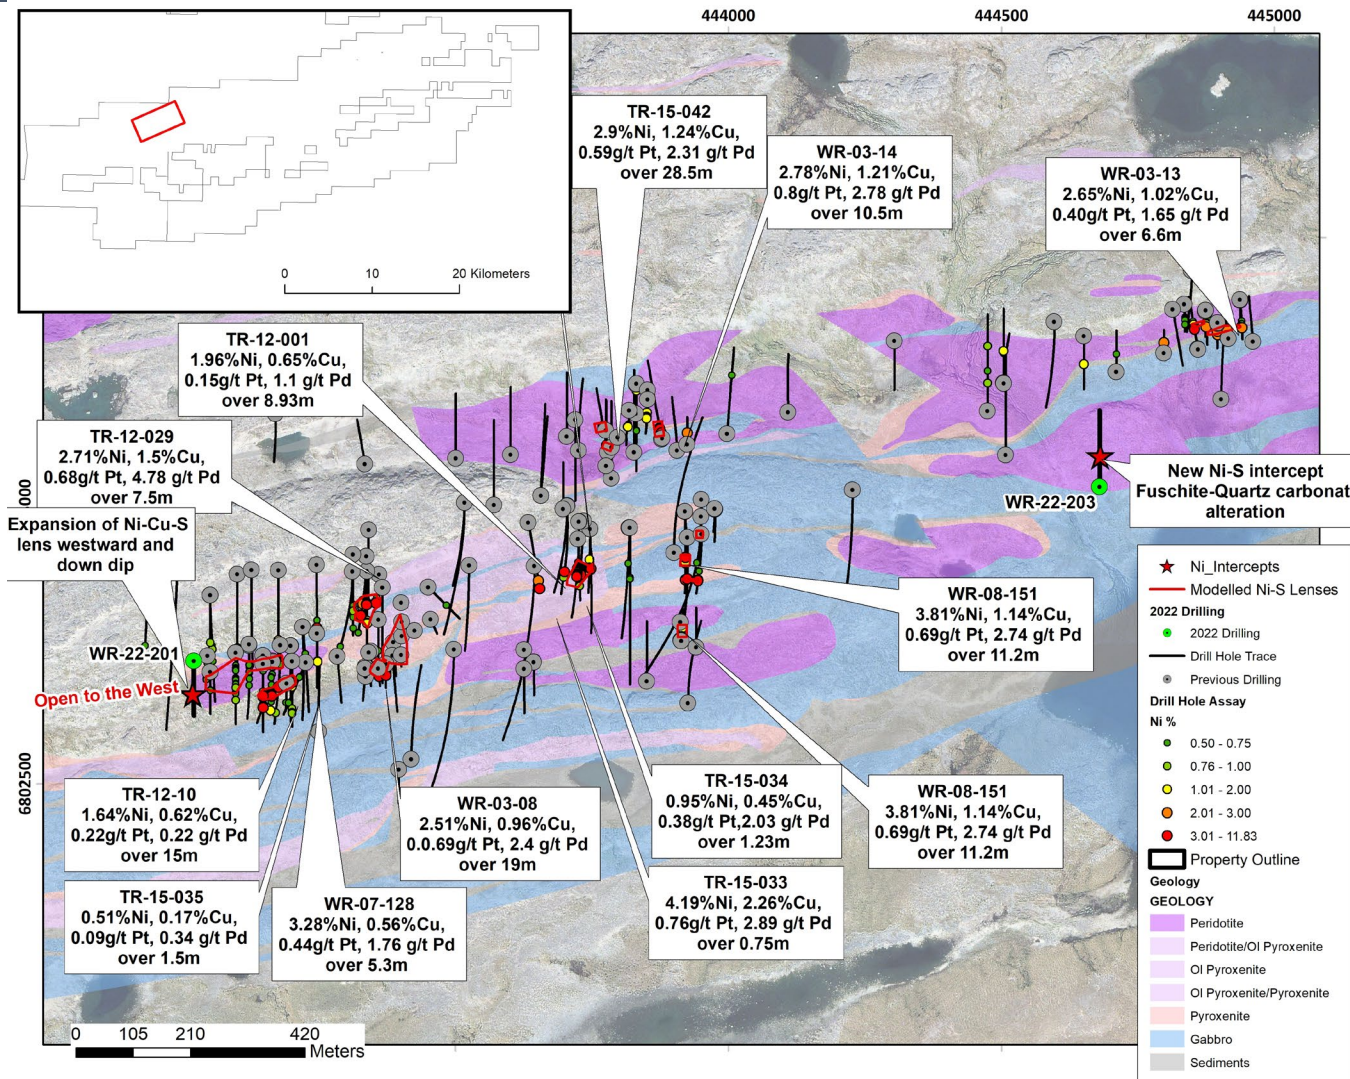 444000
444500
445000
0
10
20 Kilometers
TR-15-042
2.9%Ni, 1.24%Cu,
0.59g/t Pt, 2.31 g/t Pd
over 28.5m
WR-03-14
2.78%Ni, 1.21%Cu,
0.8g/t Pt, 2.78 g/t Pd
over 10.5m
WR-03-13
2.65%Ni, 1.02%Cu,
0.40g/t Pt, 1.65 g/t Pd
over 6.6m
TR-12-001
1.96%Ni, 0.65%Cu,
0.15g/t Pt, 1.1 g/t Pd
over 8.93m
TR-12-029
2.71%Ni, 1.5%Cu,
0.68g/t Pt, 4.78 g/t Pd
over 7.5m
Expansion of Ni-Cu-S
lens westward and
down dip
WR-22-201
Open to the West
WR-22-203
New Ni-S intercept
Fuschite-Quartz carbonat
alteration
WR-08-151
3.81%Ni, 1.14%Cu,
0.69g/t Pt, 2.74 g/t Pd
over 11.2m
6802500
TR-12-10
1.64%Ni, 0.62%Cu,
0.22g/t Pt, 0.22 g/t Pd
over 15m
WR-03-08
2.51%Ni, 0.96%Cu,
0.0.69g/t Pt, 2.4 g/t Pd
over 19m
TR-15-034
0.95%Ni, 0.45%Cu,
0.38g/t Pt,2.03 g/t Pd
over 1.23m
WR-08-151
3.81%Ni, 1.14%Cu,
0.69g/t Pt, 2.74 g/t Pd
over 11.2m
TR-15-035
0.51%Ni, 0.17%Cu,
0.09g/t Pt, 0.34 g/t Pd
over 1.5m
WR-07-128
3.28%Ni, 0.56%Cu,
0.44g/t Pt, 1.76 g/t Pd
over 5.3m
TR-15-033
4.19%Ni, 2.26%Cu,
0.76g/t Pt, 2.89 g/t Pd
over 0.75m
0 105 210 420
Meters
Ni_Intercepts
Modelled Ni-S Lenses
2022 Drilling
2022 Drilling
Drill Hole Trace
Previous Drilling
Drill Hole Assay
Ni %
0.50 - 0.75
0.76 - 1.00
1.01 - 2.00
2.01 - 3.00
3.01 - 11.83
Property Outline
Geology
GEOLOGY
Peridotite
Peridotite/Ol Pyroxenite
Ol Pyroxenite
Ol Pyroxenite/Pyroxenite
Pyroxenite
Gabbro
Sediments